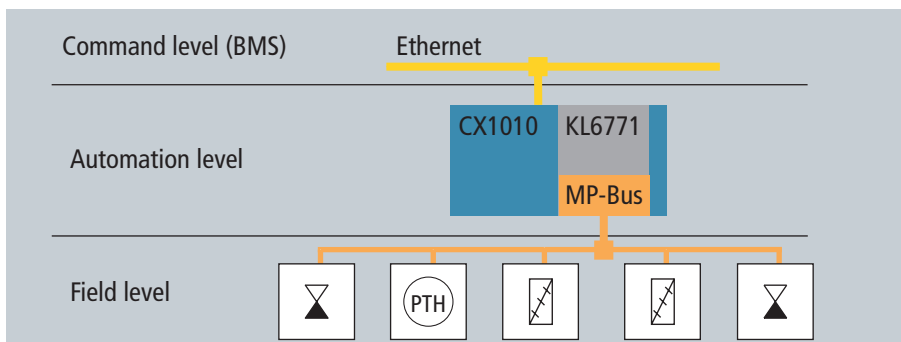 Command level (BMS)
Ethernet
CX1010
KL6771
Automation level
MP-Bus
Field level
PTH